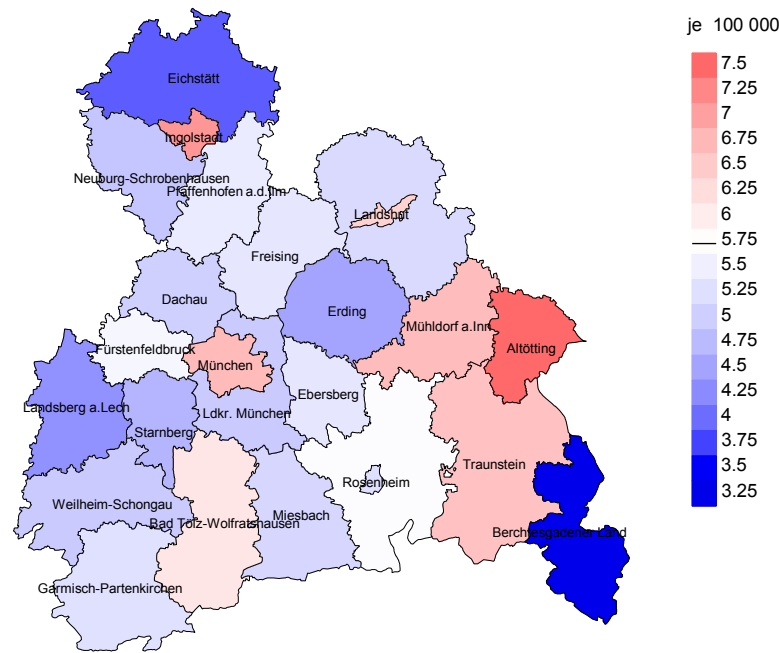 je 100 000
7.5
7.25
7
6.75
6.5
6.25
6
5.75
5.5
5.25
5
4.75
4.5
4.25
4
3.75
3.5
3.25
Eichstätt
Ingolstadt
Neuburg-Schrobenhausen
Pfaffenhofen a.d.Ilm
Landshut
Freising
Dachau
Erding
Mühldorf a.Inn
Altötting
Fürstenfeldbruck
München
Ebersberg
Landsberg a.Lech
Ldkr. München
Starnberg
Traunstein
Rosenheim
Weilheim-Schongau
Miesbach
Bad Tölz-Wolfratshausen
Berchtesgadener Land
Garmisch-Partenkirchen